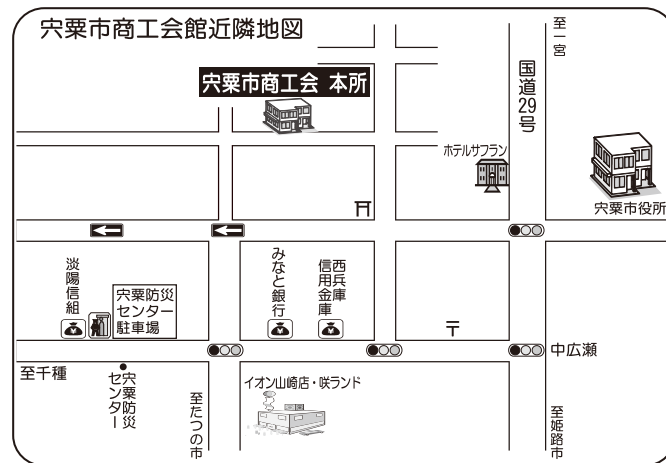 宍粟市商工会館近隣地図
至一宮
宍粟市商工会 本所
国道29号
ホテルサフラン
宍粟市役所
淡陽信組
宍粟防災
センター
駐車場
みなと銀行
西兵庫
信用金庫
〒
中広瀬
至千種
宍粟防災
センター
至たつの市
イオン山崎店・咲ランド
至姫路市